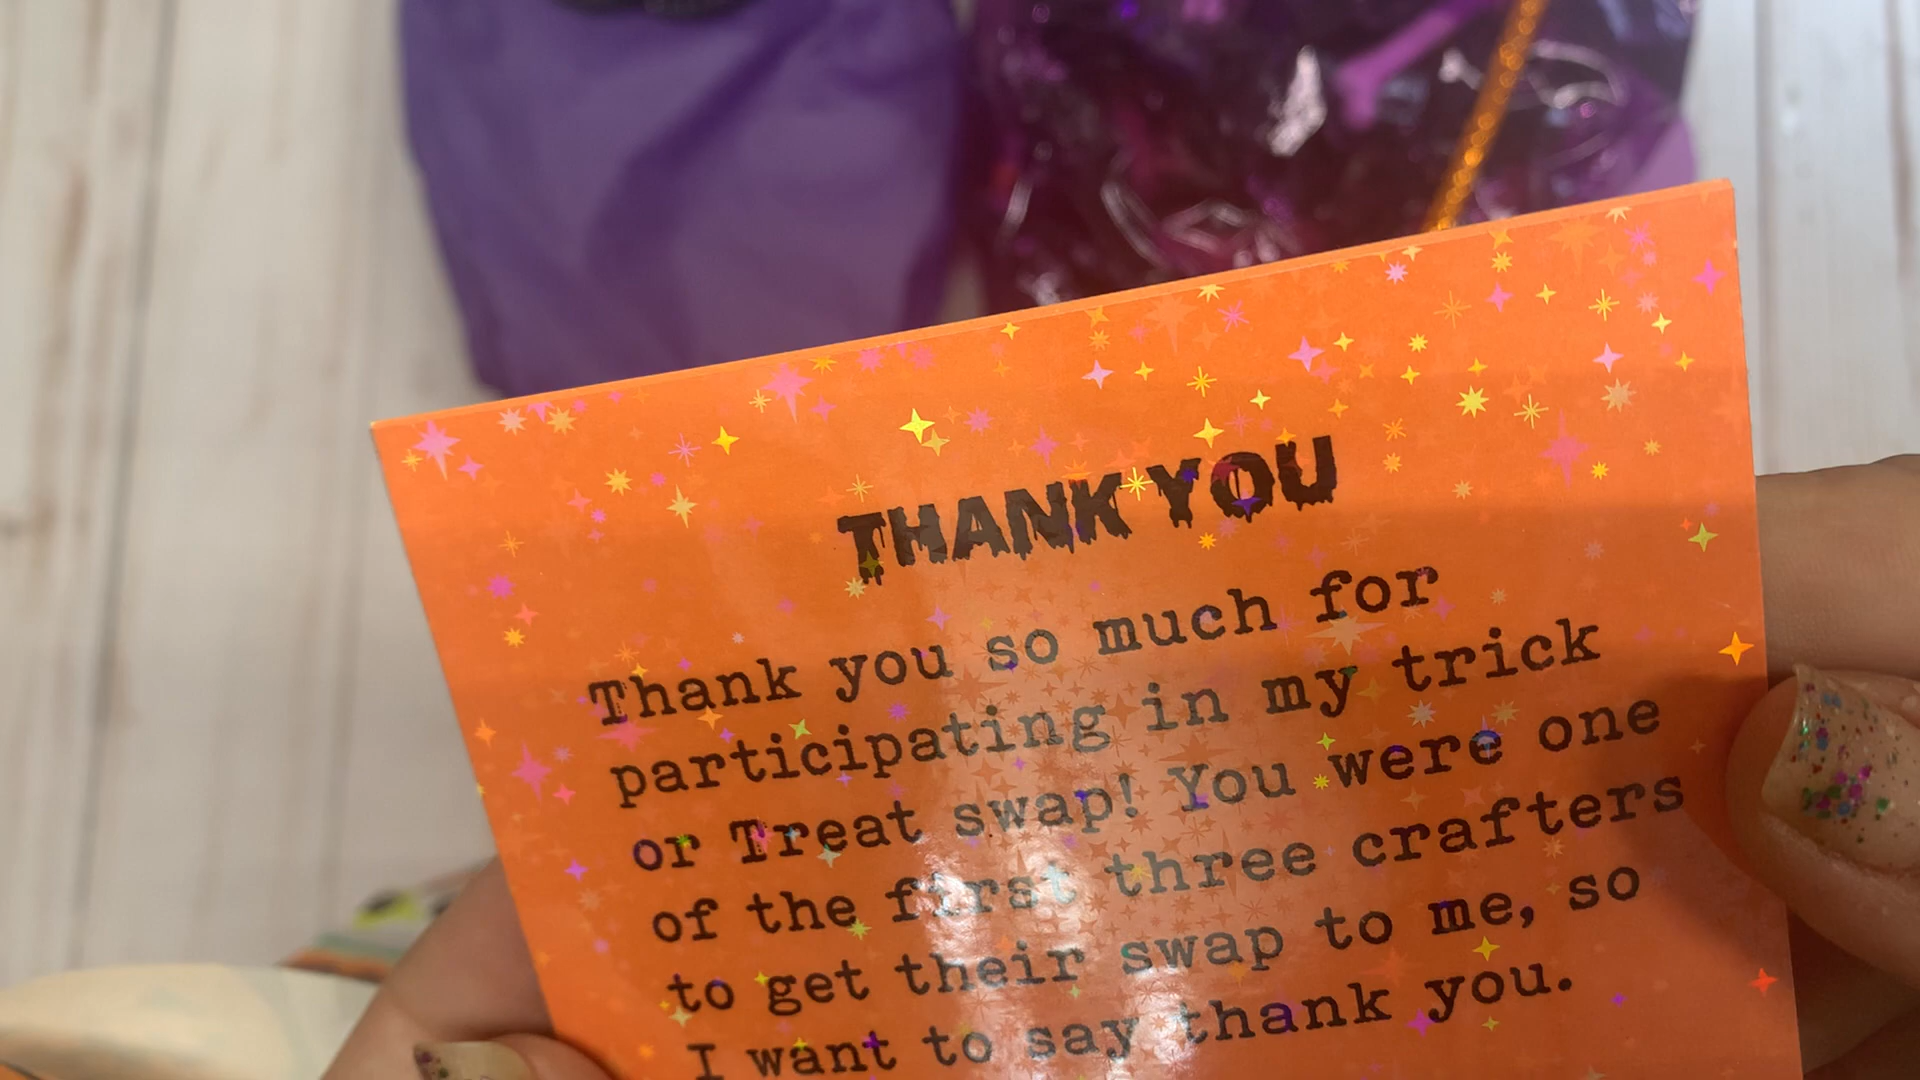 THANK YOU
Thank you so much for
participating in my trick
or Treat swap! You were one
of the first three crafters
to get their swap to me, so
I want to say thank you.